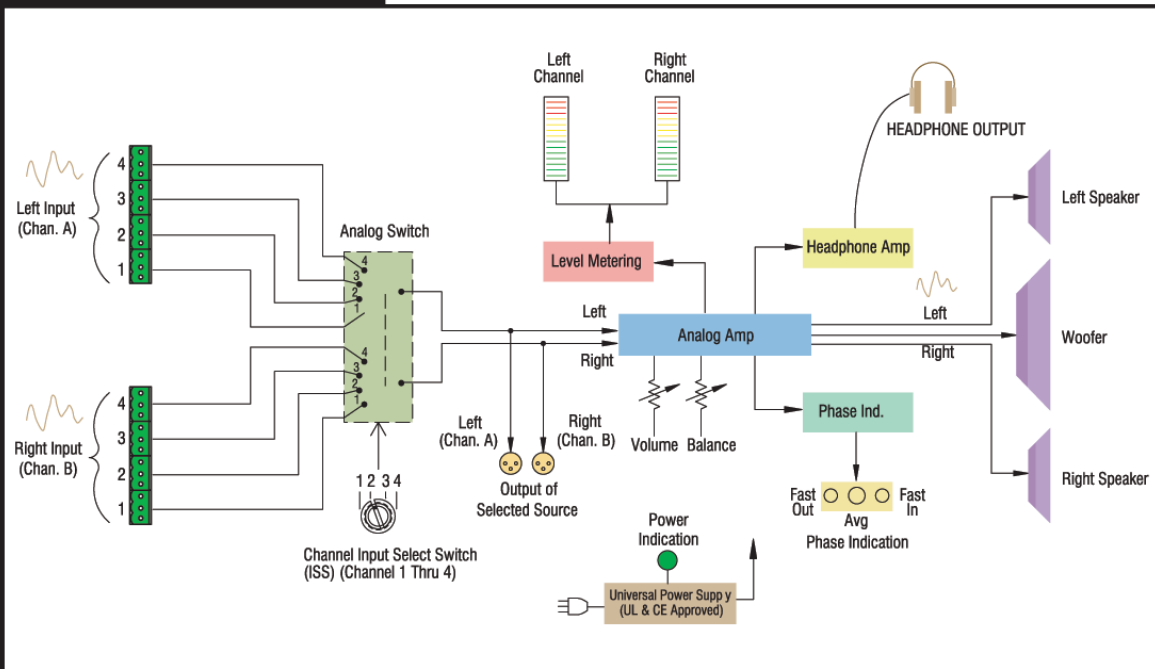 Left
Channel
Right
Channel
HEADPHONE OUTPUT
Left Input
(Chan. A)
4
3
2
1
Analog Switch
4
3
2
1
4
3
2
1
Right Input
(Chan. B)
4
3
2
1
1 2 3 4
Channel Input Select Switch
(ISS) (Channel 1 Thru 4)
Left
Right
Left
(Chan. A)
Right
(Chan. B)
Output of
Selected Source
Level Metering
Analog Amp
Volume
Balance
Headphone Amp
Left
Right
Left Speaker
Woofer
Right Speaker
Phase Ind.
Fast
Out
Avg
Fast
In
Phase Indication
Power
Indication
Universal Power Supp y
(UL & CE Approved)